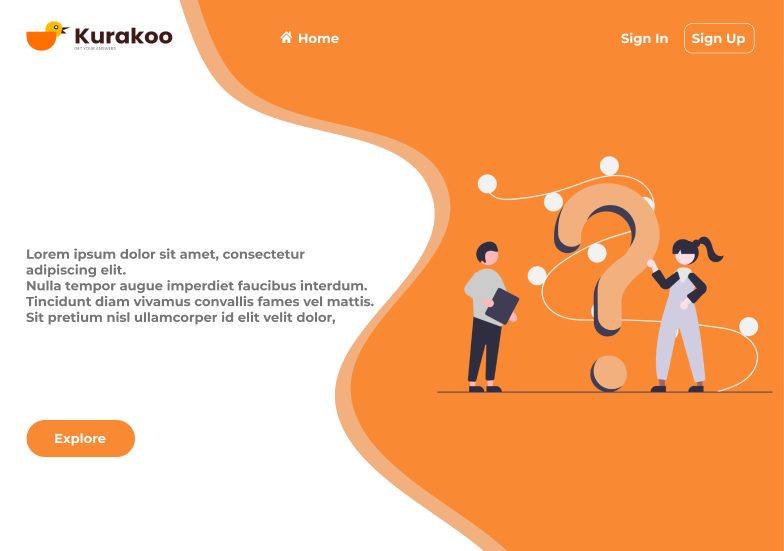 Kurakoo
GET YOUR ANSWERS
Home
Sign In
Sign Up
Lorem ipsum dolor sit amet, consectetur
adipiscing elit.
Nulla tempor augue imperdiet faucibus interdum.
Tincidunt diam vivamus convallis fames vel mattis.
Sit pretium nisl ullamcorper id elit velit dolor,
Explore